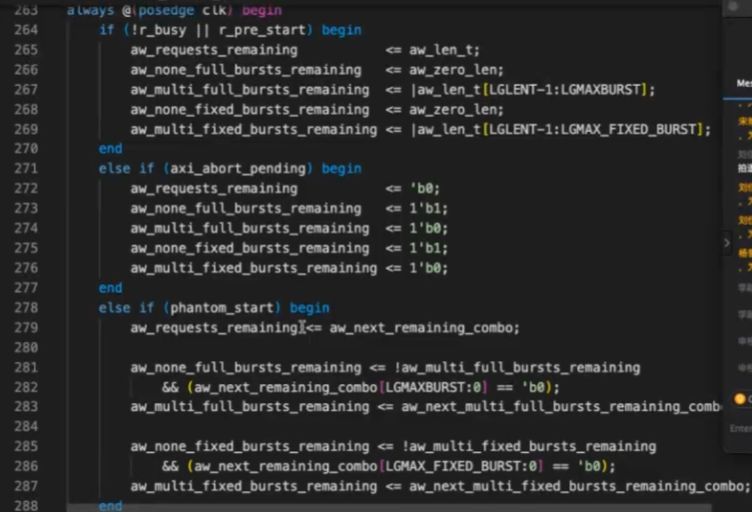 263 always @(posedge clk) begin
264 if (!r_busy || r_pre_start) begin
265 aw_requests_remaining <= aw_len_t;
266 aw_none_full_bursts_remaining <= aw_zero_len;
267 aw_multi_full_bursts_remaining <= |aw_len_t[LGLENT-1:LGMAXBURST];
268 aw_none_fixed_bursts_remaining <= aw_zero_len;
269 aw_multi_fixed_bursts_remaining <= |aw_len_t[LGLENT-1:LGMAX_FIXED_BURST];
270 end
271 else if (axi_abort_pending) begin
272 aw_requests_remaining <= 'b0;
273 aw_none_full_bursts_remaining <= 1'b1;
274 aw_multi_full_bursts_remaining <= 1'b0;
275 aw_none_fixed_bursts_remaining <= 1'b1;
276 aw_multi_fixed_bursts_remaining <= 1'b0;
277 end
278 else if (phantom_start) begin
279 aw_requests_remaining <= aw_next_remaining_combo;
280
281 aw_none_full_bursts_remaining <= !aw_multi_full_bursts_remaining
282 && (aw_next_remaining_combo[LGMAXBURST:0] == 'b0);
283 aw_multi_full_bursts_remaining <= aw_next_multi_full_bursts_remaining_comb
284
285 aw_none_fixed_bursts_remaining <= !aw_multi_fixed_bursts_remaining
286 && (aw_next_remaining_combo[LGMAX_FIXED_BURST:0] == 'b0);
287 aw_multi_fixed_bursts_remaining <= aw_next_multi_fixed_bursts_remaining_combo;
288 end
Mes
Enter